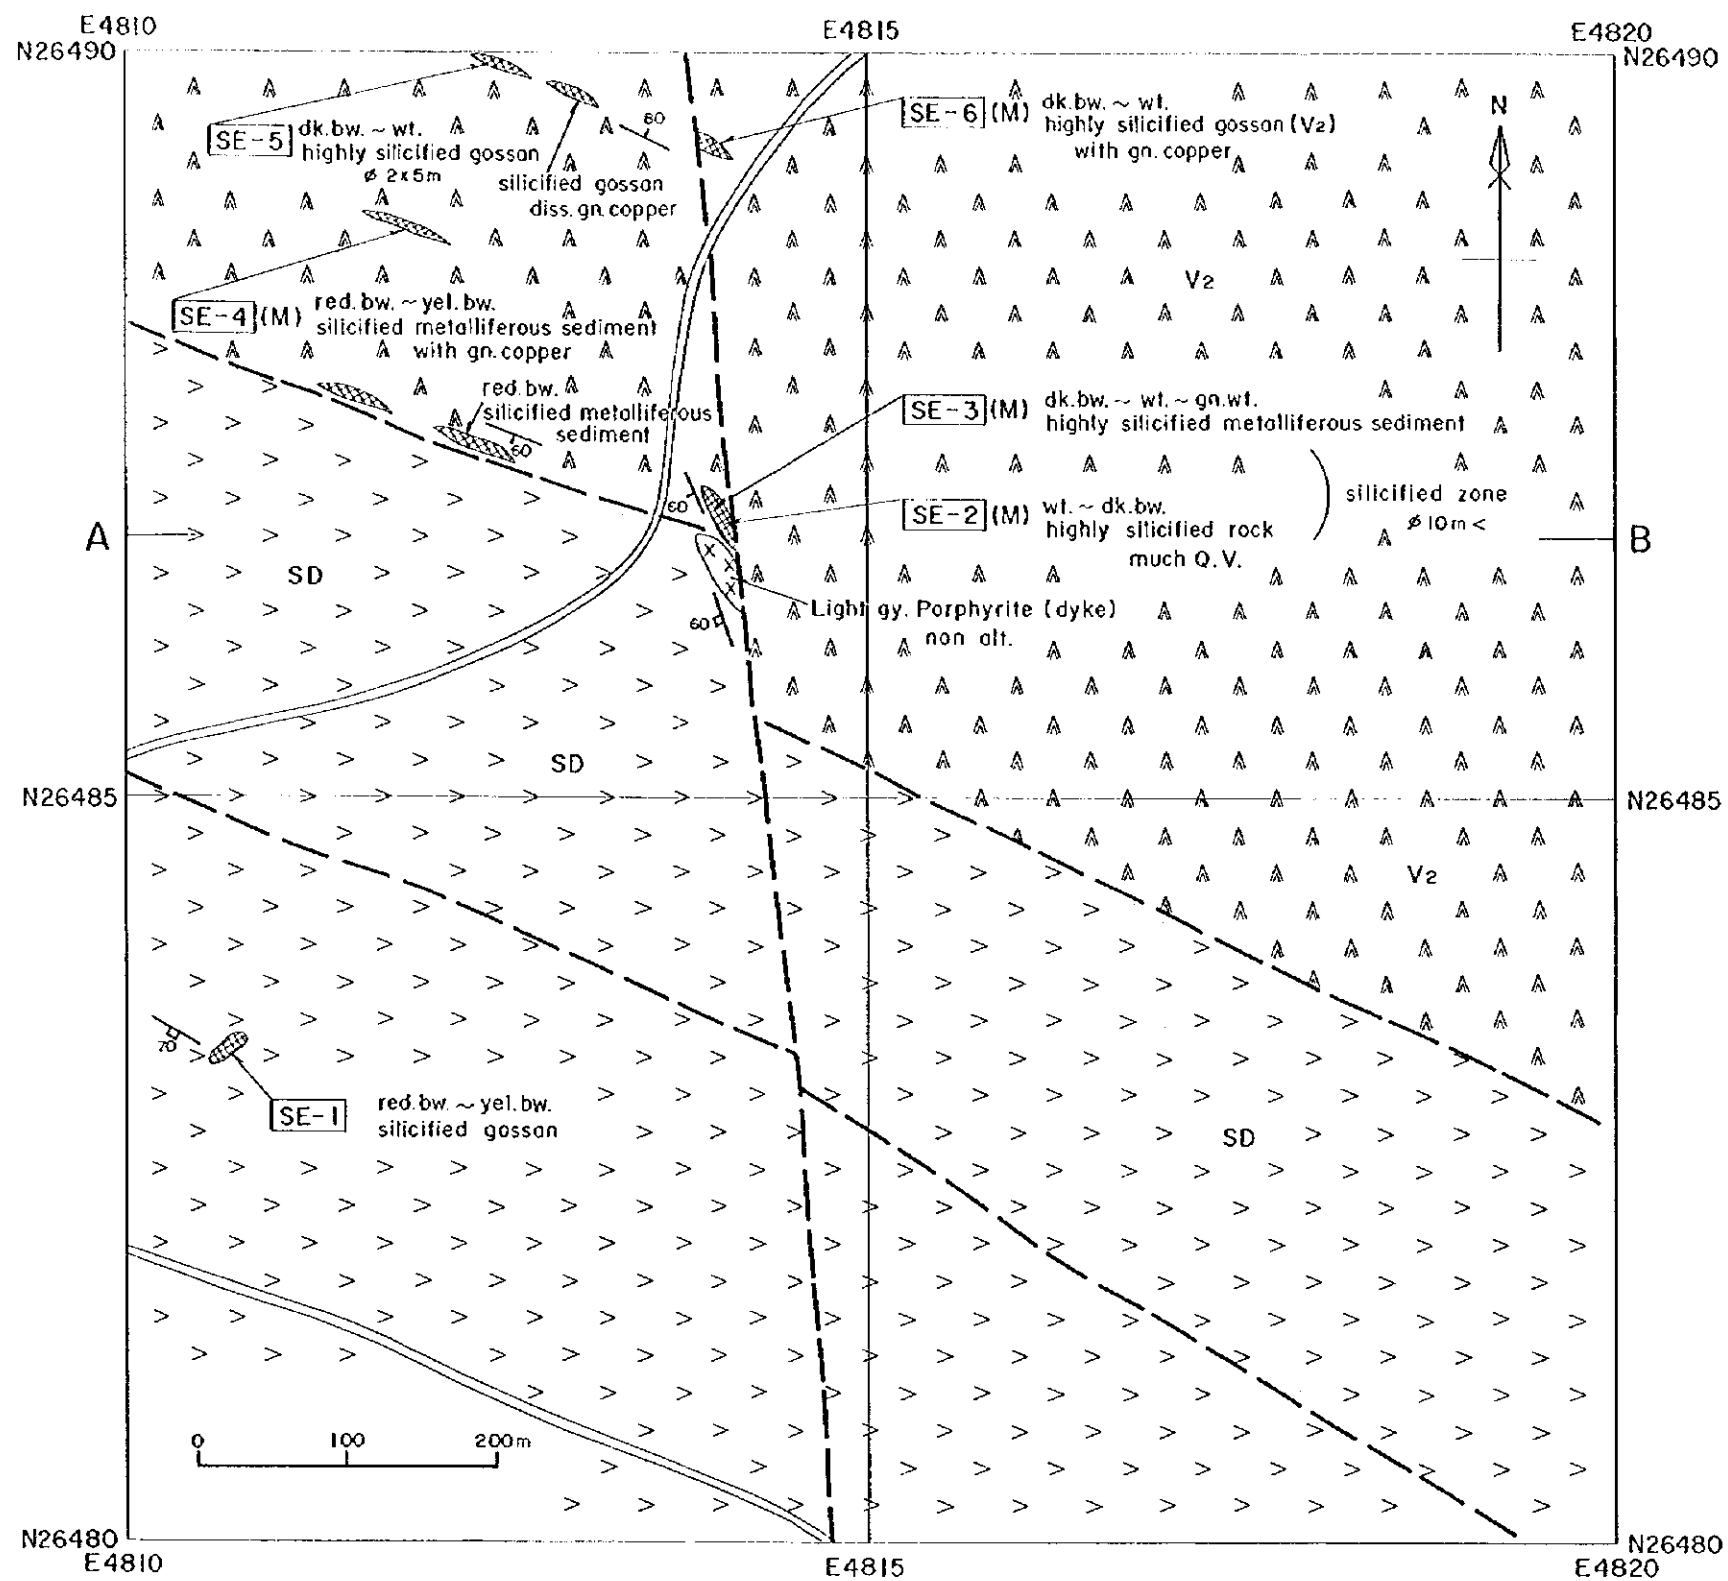 E4810
E4815
E4820
N26490
N26490
SE-5
dk.bw. ~ wt.
highly silicified gossan
ø 2x5m
silicified gossan
diss. gn. copper
80
SE-6 (M)
dk.bw. ~ wt.
highly silicified gossan (V2)
with gn. copper
N
V2
SE-4 (M)
red. bw. ~ yel. bw.
silicified metalliferous sediment
with gn. copper
red. bw.
silicified metalliferous
sediment
60
SE-3 (M)
dk.bw. ~ wt. ~ gn.wt.
highly silicified metalliferous sediment
60
SE-2 (M)
wt. ~ dk.bw.
highly silicified rock
much Q.V.
silicified zone
ø 10m <
A
B
SD
Light gy. Porphyrite (dyke)
non alt.
60
SD
N26485
N26485
V2
70
SE-1
red.bw. ~ yel.bw.
silicified gossan
SD
0
100
200m
N26480
N26480
E4810
E4815
E4820